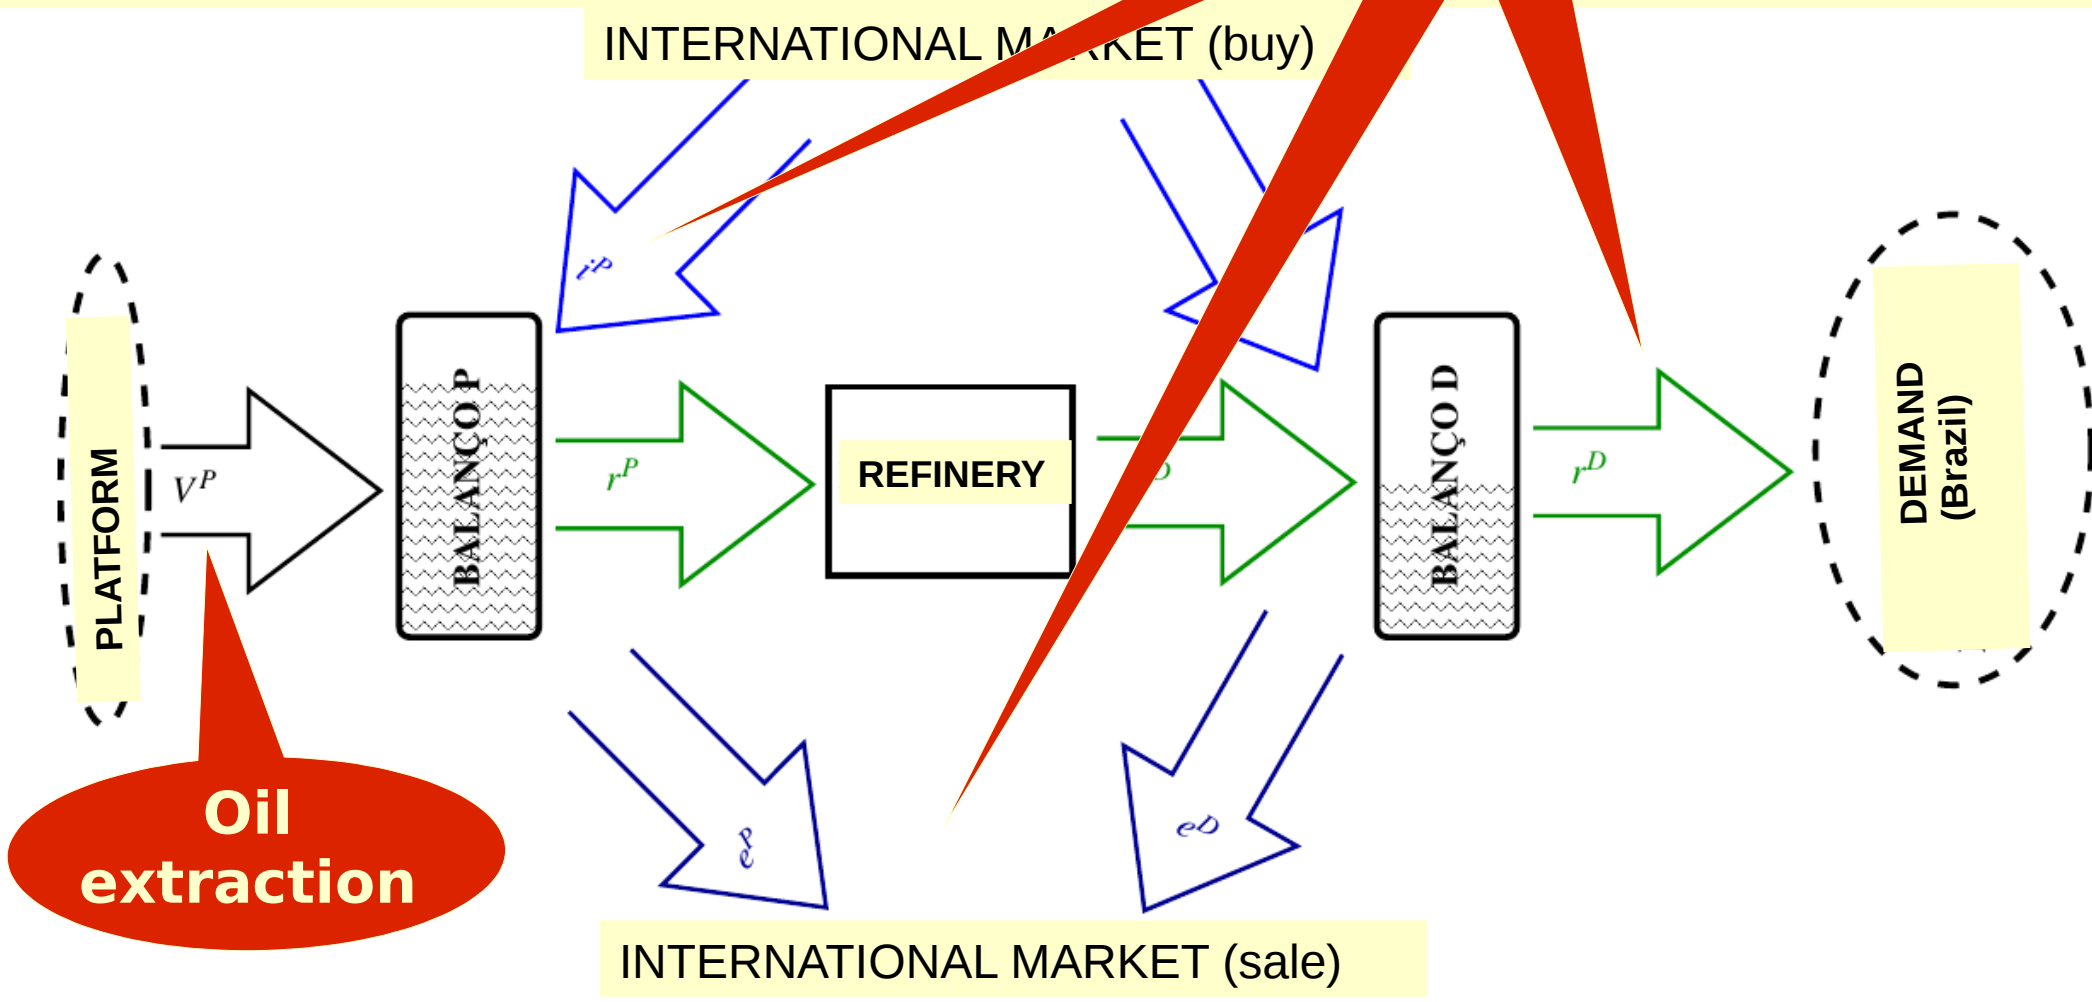 INTERNATIONAL MARKET (buy)
i^P
PLATFORM
V^P
BALANÇO P
r^P
REFINERY
D
BALANÇO D
r^D
DEMAND
(Brazil)
Oil
extraction
e^P
e^D
INTERNATIONAL MARKET (sale)